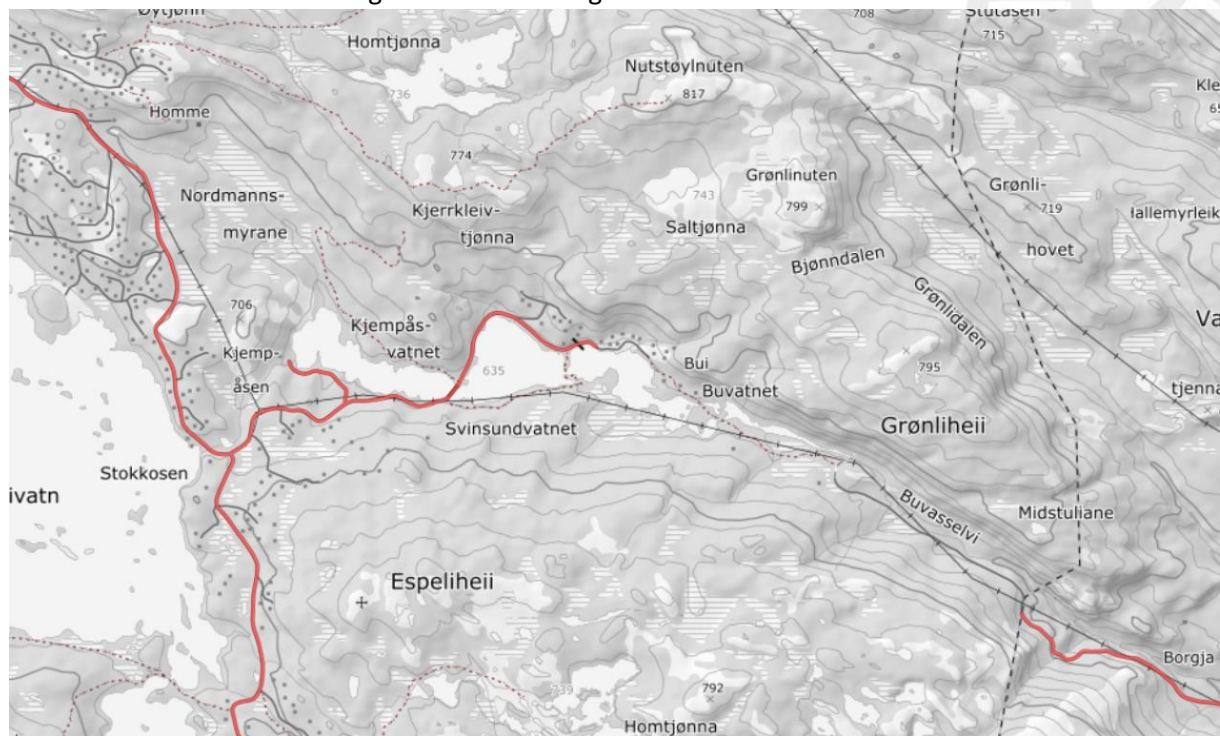 708
715
Homtjønna
736
Nutstøylnuten
817
Homme
774
Grønlinuten
743
799
Grønli-
719
hovet
Nordmanns-
myrane
Kjerrkleiv-
tjønna
Saltjønna
Bjønndalen
Grønlidalen
706
Kjempås-
vatnet
Kjemp-
åsen
635
Bui
Buvatnet
795
tjenna
Svinsundvatnet
Grønliheii
Stokkosen
ivatn
Buvasselvi
Midstuliane
Espeliheii
Borgja
739
792
Homtjønna